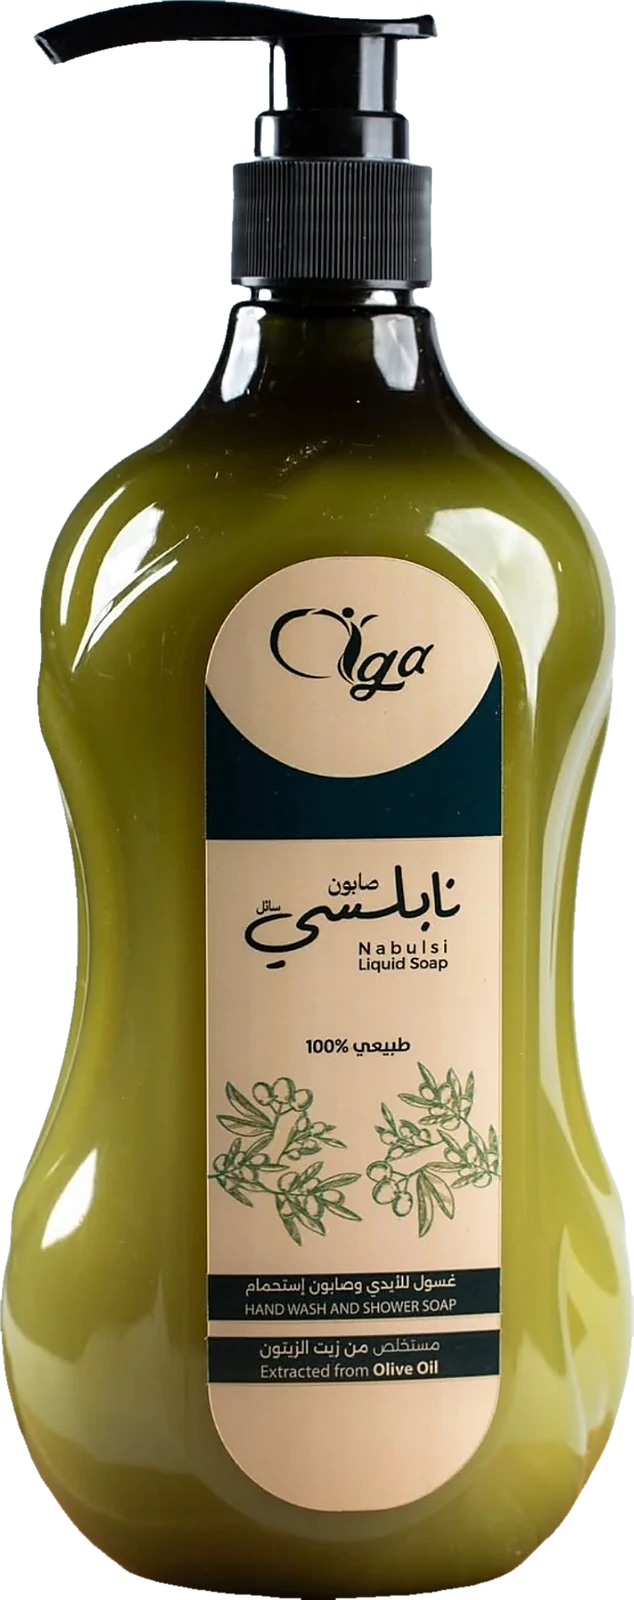 Oiga
صابون
نابلسي
سائل
Nabulsi
Liquid Soap
100% طبيعي
غسول للأيدي وصابون إستحمام
HAND WASH AND SHOWER SOAP
مستخلص من زيت الزيتون
Extracted from Olive Oil